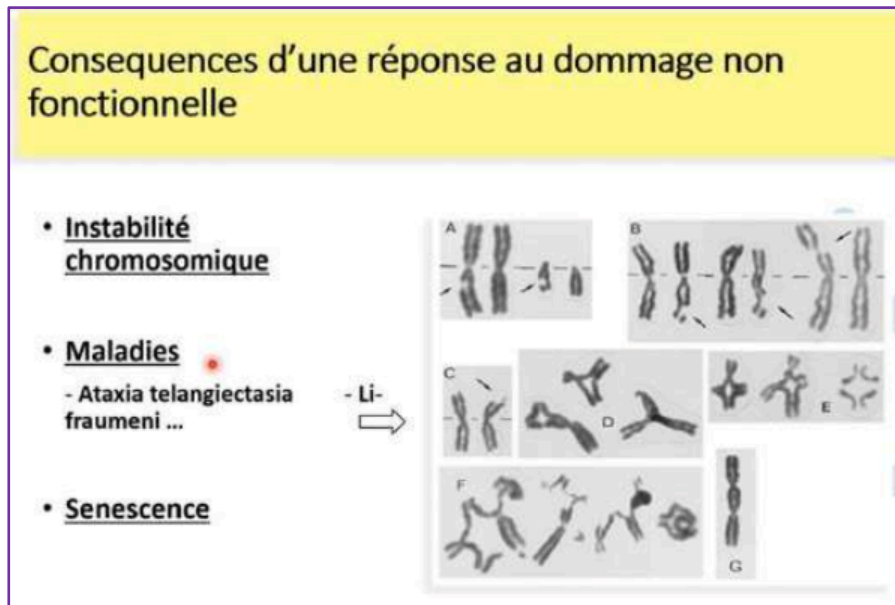 Consequences d'une réponse au dommage non
fonctionnelle
• Instabilité
chromosomique
• Maladies
- Ataxia telangiectasia - Li-
fraumeni ...
• Senescence
A
B
C
D
E
F
G